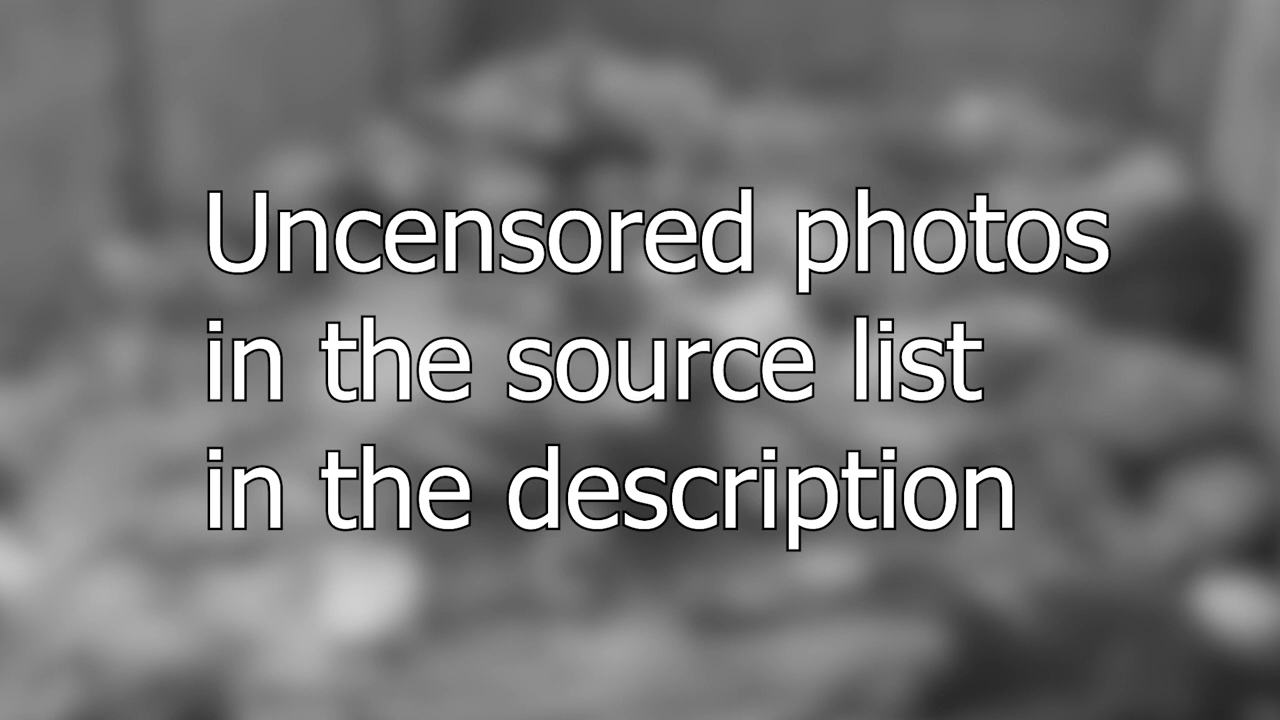 Uncensored photos
in the source list
in the description